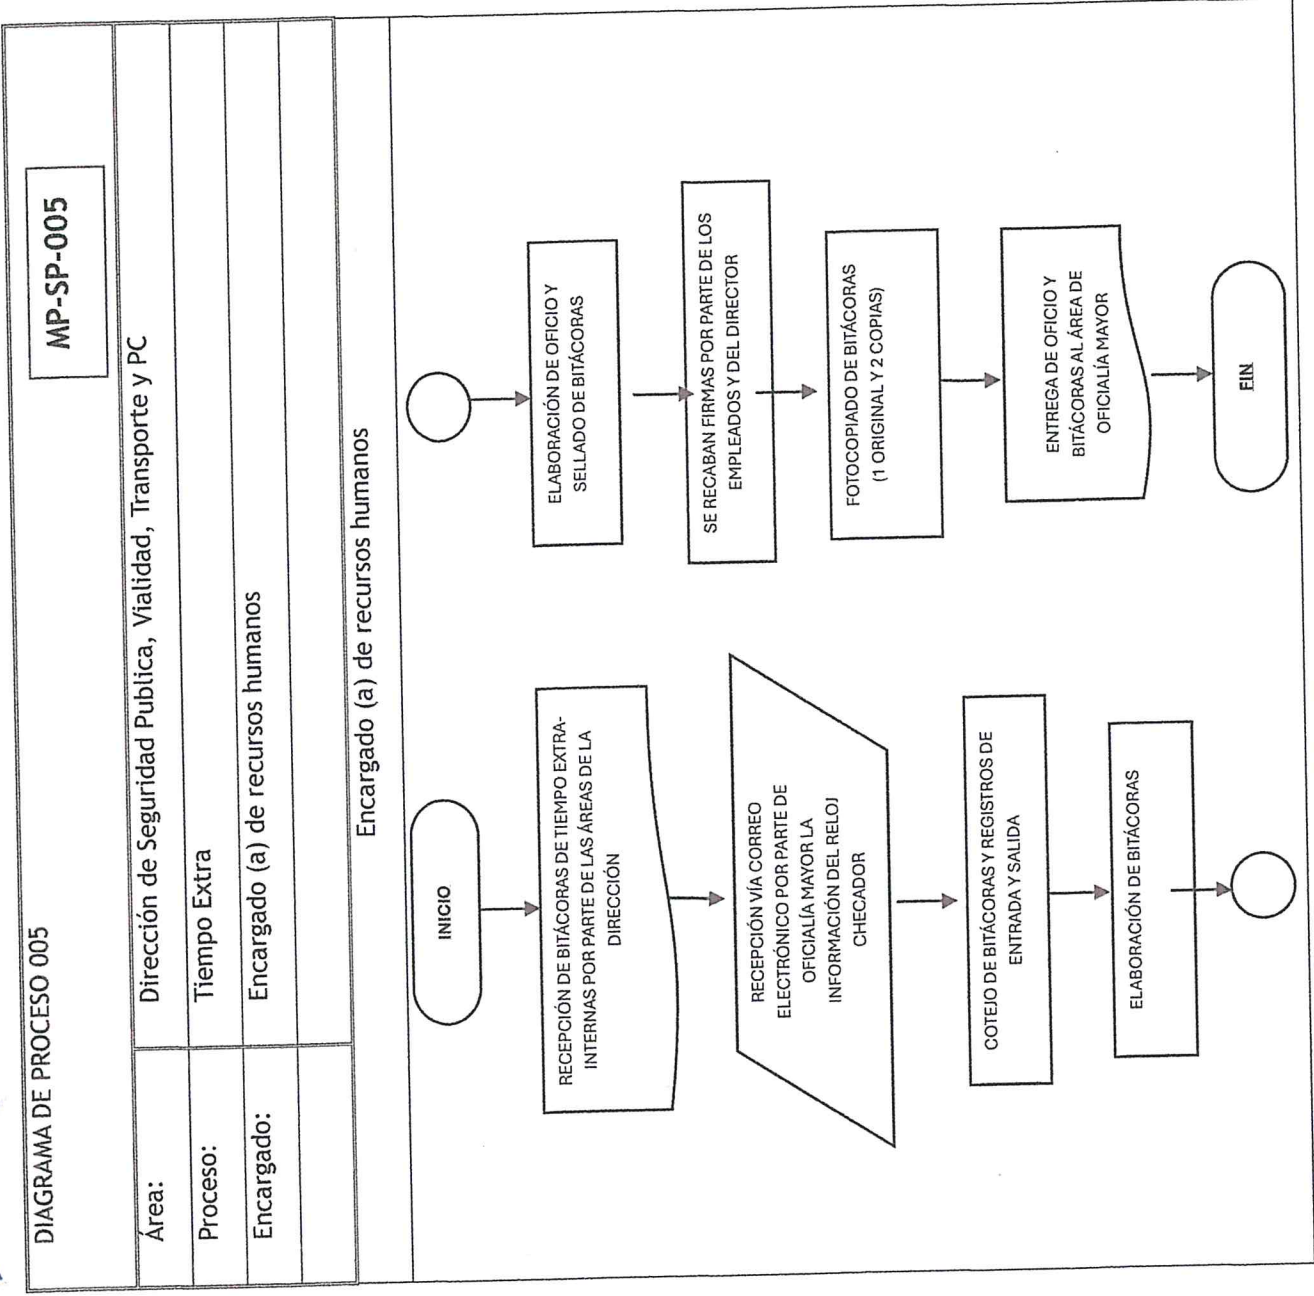 DIAGRAMA DE PROCESO 005
MP-SP-005
Área:
Dirección de Seguridad Publica, Vialidad, Transporte y PC
Proceso:
Tiempo Extra
Encargado:
Encargado (a) de recursos humanos
Encargado (a) de recursos humanos
INICIO
RECEPCIÓN DE BITÁCORAS DE TIEMPO EXTRA-
INTERNAS POR PARTE DE LAS ÁREAS DE LA
DIRECCIÓN
RECEPCIÓN VÍA CORREO
ELECTRÓNICO POR PARTE DE
OFICIALÍA MAYOR LA
INFORMACIÓN DEL RELOJ
CHECADOR
COTEJO DE BITÁCORAS Y REGISTROS DE
ENTRADA Y SALIDA
ELABORACIÓN DE BITÁCORAS
ELABORACIÓN DE OFICIO Y
SELLADO DE BITÁCORAS
SE RECABAN FIRMAS POR PARTE DE LOS
EMPLEADOS Y DEL DIRECTOR
FOTOCOPIADO DE BITÁCORAS
(1 ORIGINAL Y 2 COPIAS)
ENTREGA DE OFICIO Y
BITÁCORAS AL ÁREA DE
OFICIALÍA MAYOR
FIN